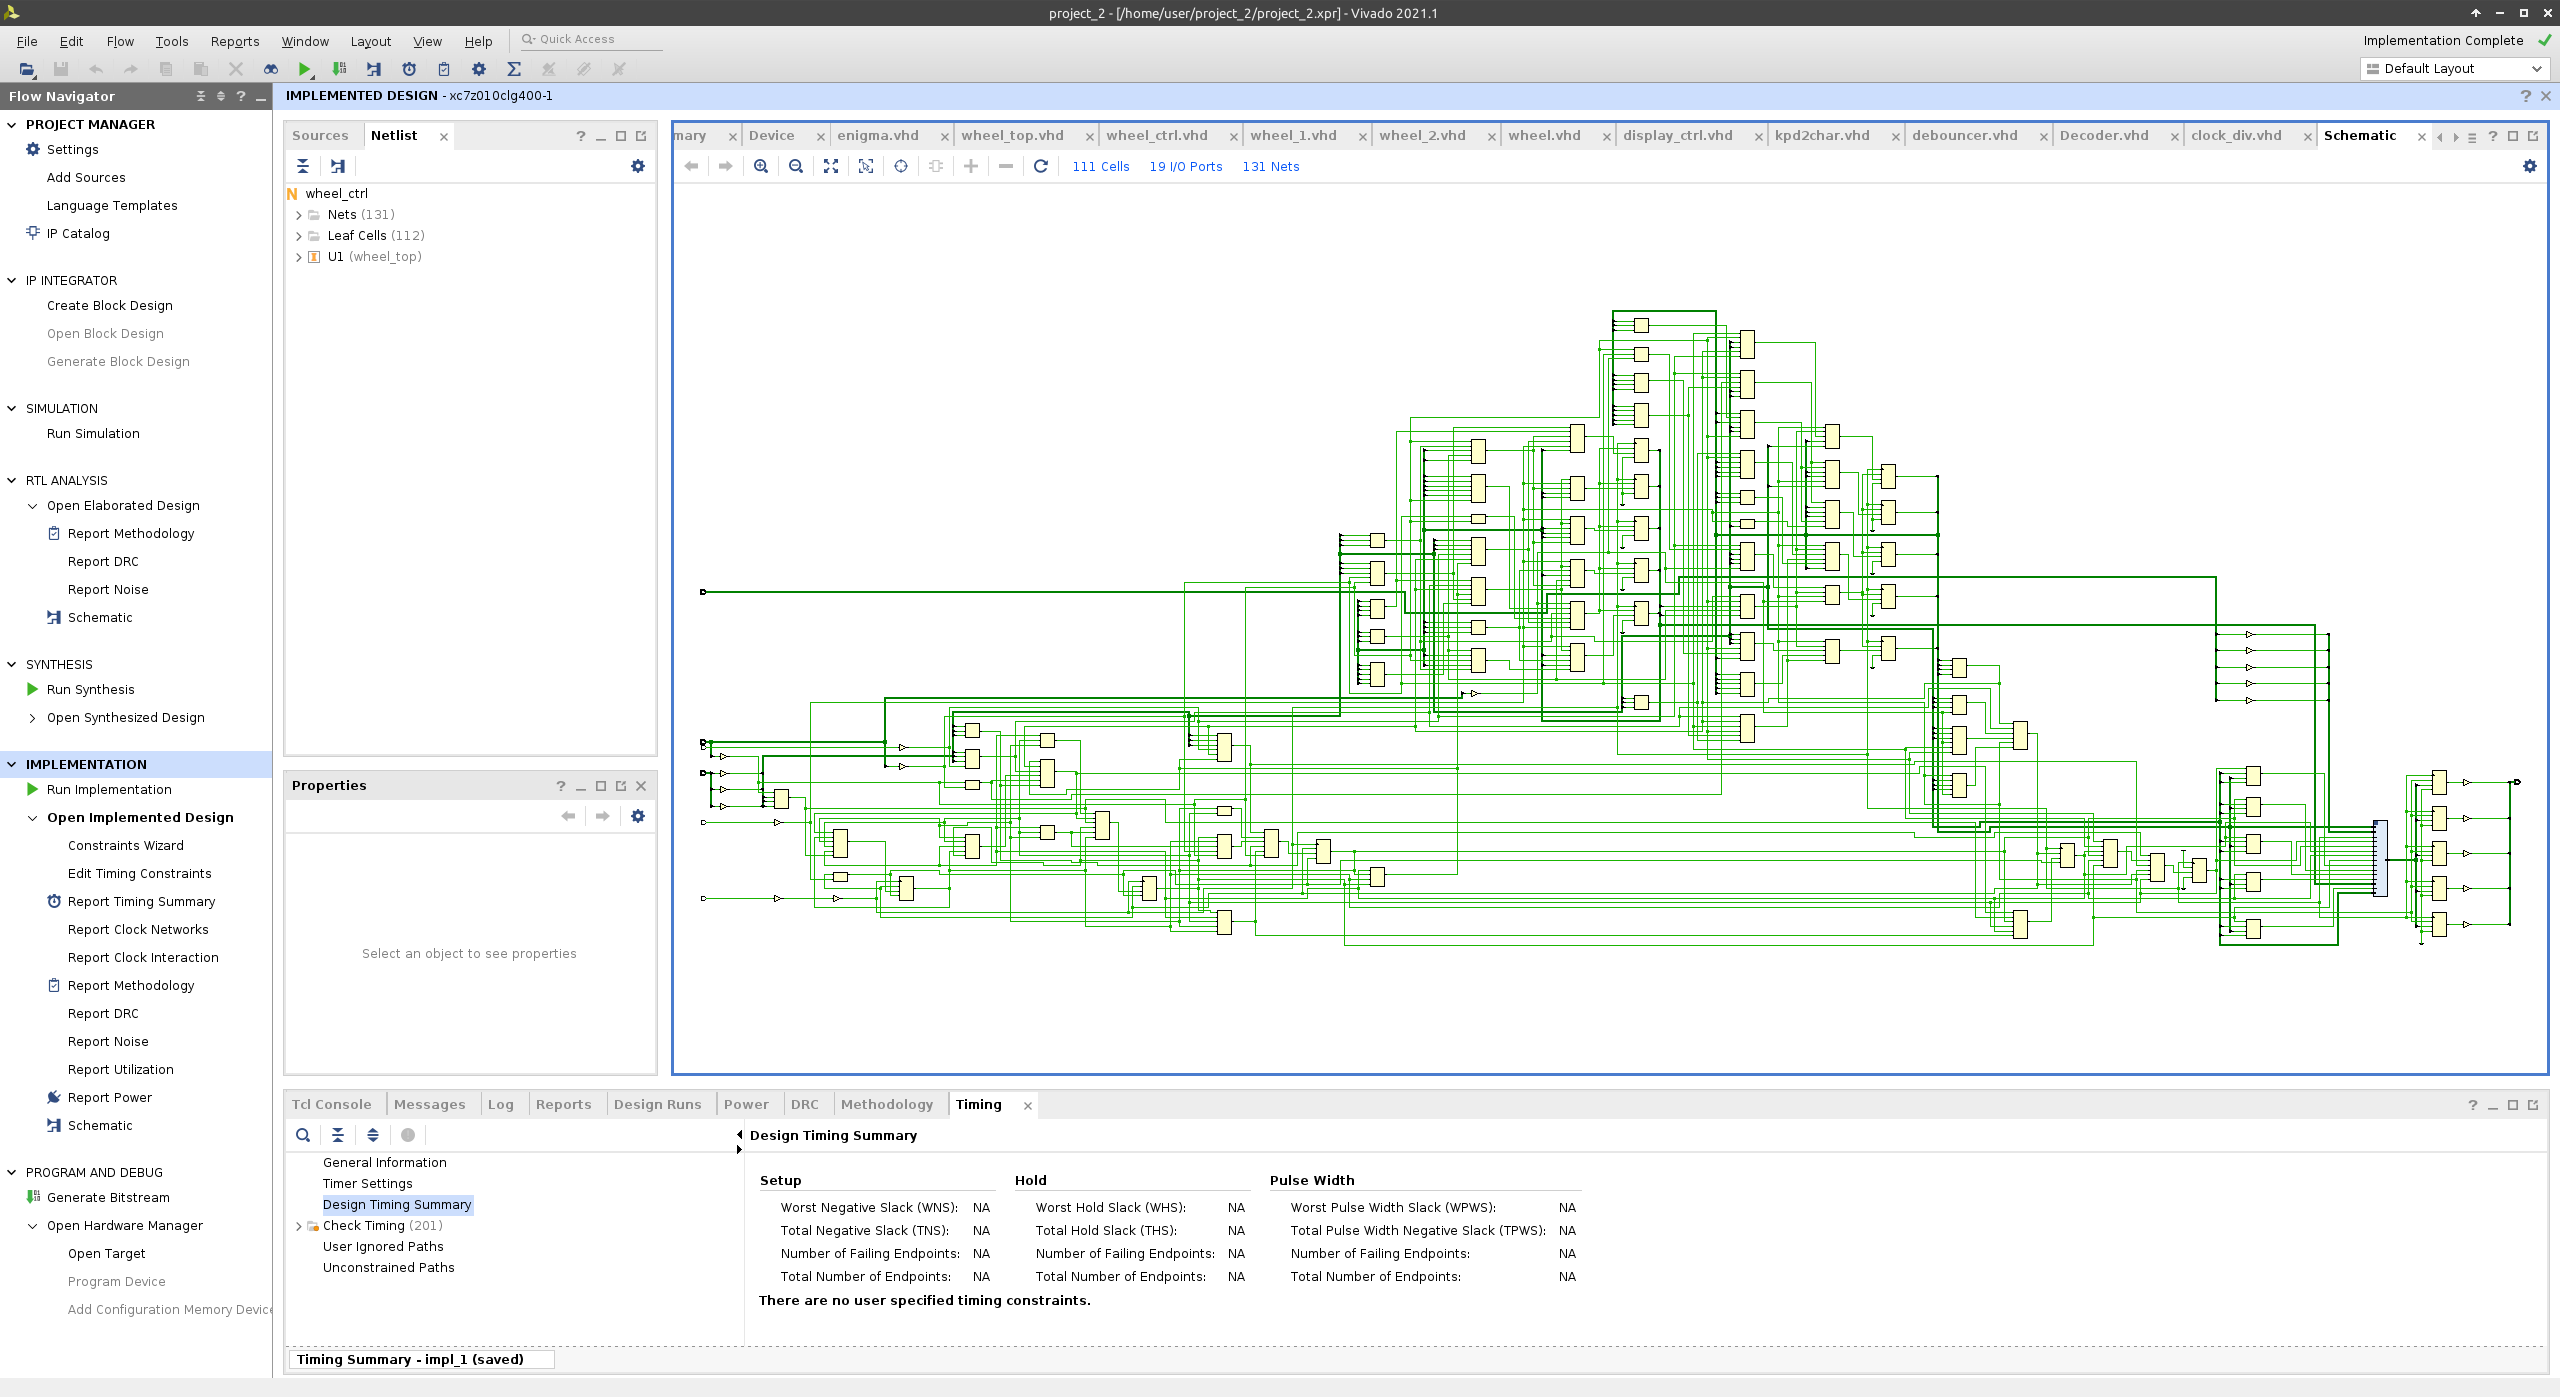 project_2 - [/home/user/project_2/project_2.xpr] - Vivado 2021.1
File Edit Flow Tools Reports Window Layout View Help Quick Access
Implementation Complete
Default Layout
Flow Navigator
IMPLEMENTED DESIGN - xc7z010clg400-1
PROJECT MANAGER
Settings
Add Sources
Language Templates
IP Catalog
IP INTEGRATOR
Create Block Design
Open Block Design
Generate Block Design
SIMULATION
Run Simulation
RTL ANALYSIS
Open Elaborated Design
Report Methodology
Report DRC
Report Noise
Schematic
SYNTHESIS
Run Synthesis
Open Synthesized Design
IMPLEMENTATION
Run Implementation
Open Implemented Design
Constraints Wizard
Edit Timing Constraints
Report Timing Summary
Report Clock Networks
Report Clock Interaction
Report Methodology
Report DRC
Report Noise
Report Utilization
Report Power
Schematic
PROGRAM AND DEBUG
Generate Bitstream
Open Hardware Manager
Open Target
Program Device
Add Configuration Memory Device
Sources Netlist
N wheel_ctrl
Nets (131)
Leaf Cells (112)
U1 (wheel_top)
Properties
Select an object to see properties
mary Device enigma.vhd wheel_top.vhd wheel_ctrl.vhd wheel_1.vhd wheel_2.vhd wheel.vhd display_ctrl.vhd kpd2char.vhd debouncer.vhd Decoder.vhd clock_div.vhd Schematic
111 Cells 19 I/O Ports 131 Nets
Tcl Console Messages Log Reports Design Runs Power DRC Methodology Timing
General Information
Timer Settings
Design Timing Summary
Check Timing (201)
User Ignored Paths
Unconstrained Paths
Design Timing Summary
Setup Hold Pulse Width
Worst Negative Slack (WNS): NA Worst Hold Slack (WHS): NA Worst Pulse Width Slack (WPWS): NA
Total Negative Slack (TNS): NA Total Hold Slack (THS): NA Total Pulse Width Negative Slack (TPWS): NA
Number of Failing Endpoints: NA Number of Failing Endpoints: NA Number of Failing Endpoints: NA
Total Number of Endpoints: NA Total Number of Endpoints: NA Total Number of Endpoints: NA
There are no user specified timing constraints.
Timing Summary - impl_1 (saved)